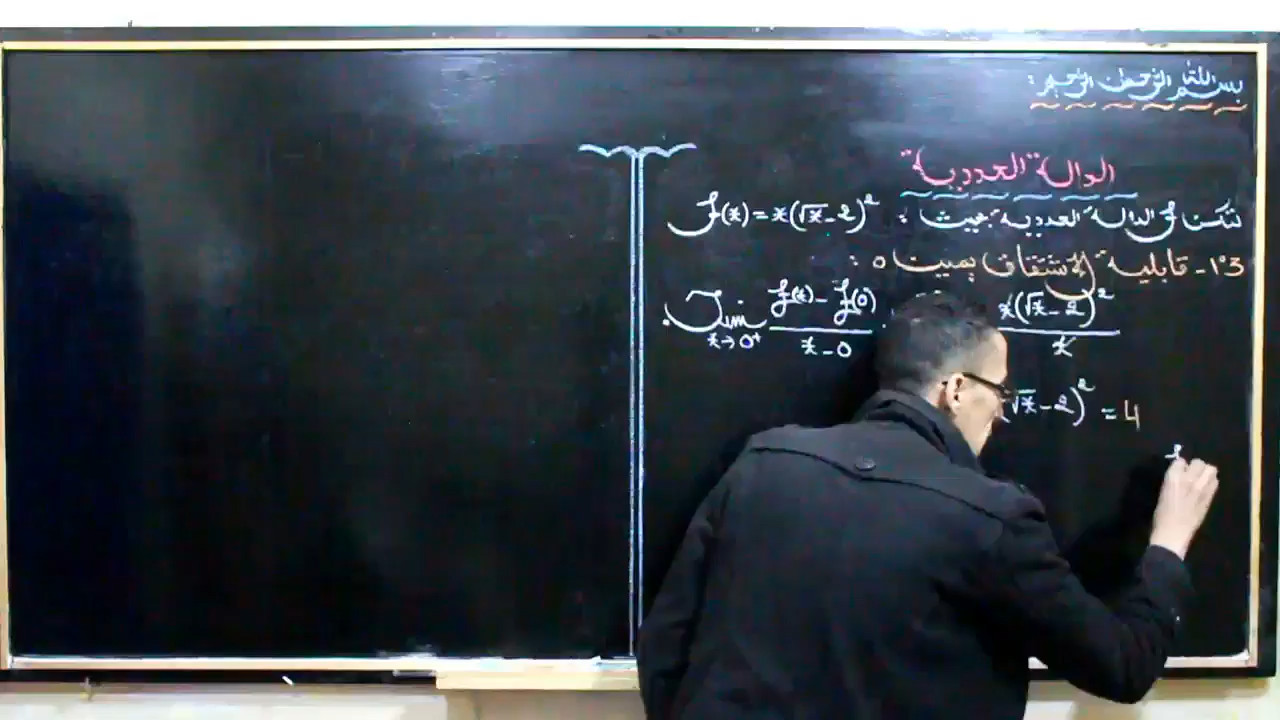 بسم الله الرحمن الرحيم :
الدالة العددية
لتكن f الدالة العددية بحيث : f(x) = x(√x - 2)²
3°1 - قابلية الاشتقاق يمين 0 :
Lim x→0⁺ f(x) - f(0) / x - 0 x(√x - 2)² / x
(√x - 2)² = 4